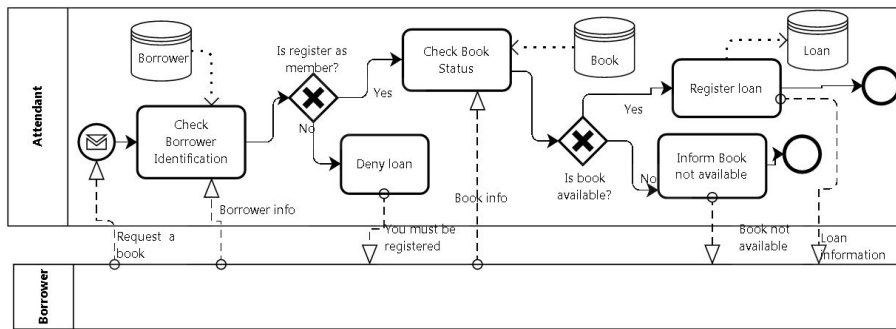 Attendant
Borrower
Is register as
member?
Check Book
Status
Book
Loan
Yes
Check
Borrower
Identification
No
Deny loan
Register loan
Yes
Is book
available?
No
Inform Book
not available
Request a
book
Borrower info
You must be
registered
Book info
Book not
available
Loan
information
Borrower